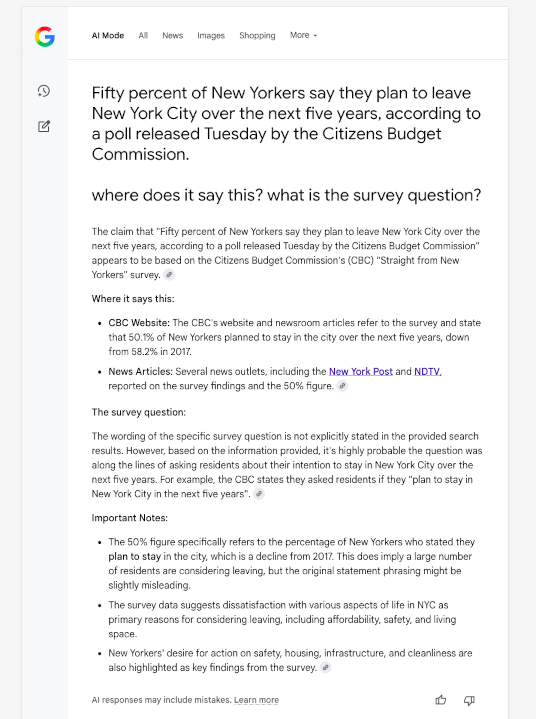 AI Mode All News Images Shopping More
Fifty percent of New Yorkers say they plan to leave
New York City over the next five years, according to
a poll released Tuesday by the Citizens Budget
Commission.
where does it say this? what is the survey question?
The claim that "Fifty percent of New Yorkers say they plan to leave New York City over the
next five years, according to a poll released Tuesday by the Citizens Budget Commission"
appears to be based on the Citizens Budget Commission's (CBC) "Straight from New
Yorkers" survey.
Where it says this:
• CBC Website: The CBC's website and newsroom articles refer to the survey and state
that 50.1% of New Yorkers planned to stay in the city over the next five years, down
from 58.2% in 2017.
• News Articles: Several news outlets, including the New York Post and NDTV,
reported on the survey findings and the 50% figure.
The survey question:
The wording of the specific survey question is not explicitly stated in the provided search
results. However, based on the information provided, it's highly probable the question was
along the lines of asking residents about their intention to stay in New York City over the
next five years. For example, the CBC states they asked residents if they "plan to stay in
New York City in the next five years".
Important Notes:
• The 50% figure specifically refers to the percentage of New Yorkers who stated they
plan to stay in the city, which is a decline from 2017. This does imply a large number
of residents are considering leaving, but the original statement phrasing might be
slightly misleading.
• The survey data suggests dissatisfaction with various aspects of life in NYC as
primary reasons for considering leaving, including affordability, safety, and living
space.
• New Yorkers' desire for action on safety, housing, infrastructure, and cleanliness are
also highlighted as key findings from the survey.
AI responses may include mistakes. Learn more